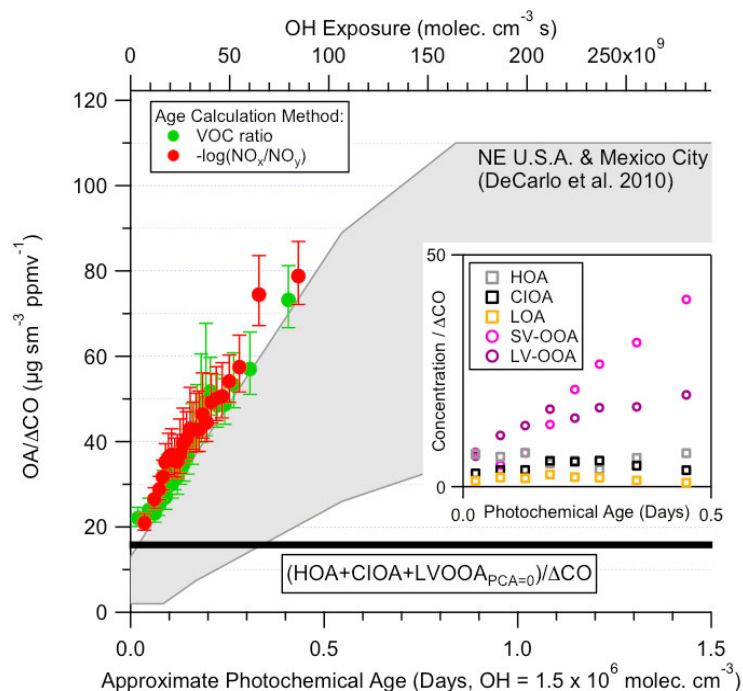 OH Exposure (molec. cm⁻³ s)
0 50 100 150 200 250x10⁹
120
100
80
60
40
20
0
OA/ΔCO (µg sm⁻³ ppmv⁻¹)
Age Calculation Method:
VOC ratio
-log(NOₓ/NOᵧ)
NE U.S.A. & Mexico City
(DeCarlo et al. 2010)
50
0
Concentration / ΔCO
HOA
CIOA
LOA
SV-OOA
LV-OOA
0.0 0.5
Photochemical Age (Days)
(HOA+CIOA+LVOOA_PCA=0)/ΔCO
0.0 0.5 1.0 1.5
Approximate Photochemical Age (Days, OH = 1.5 x 10⁶ molec. cm⁻³)